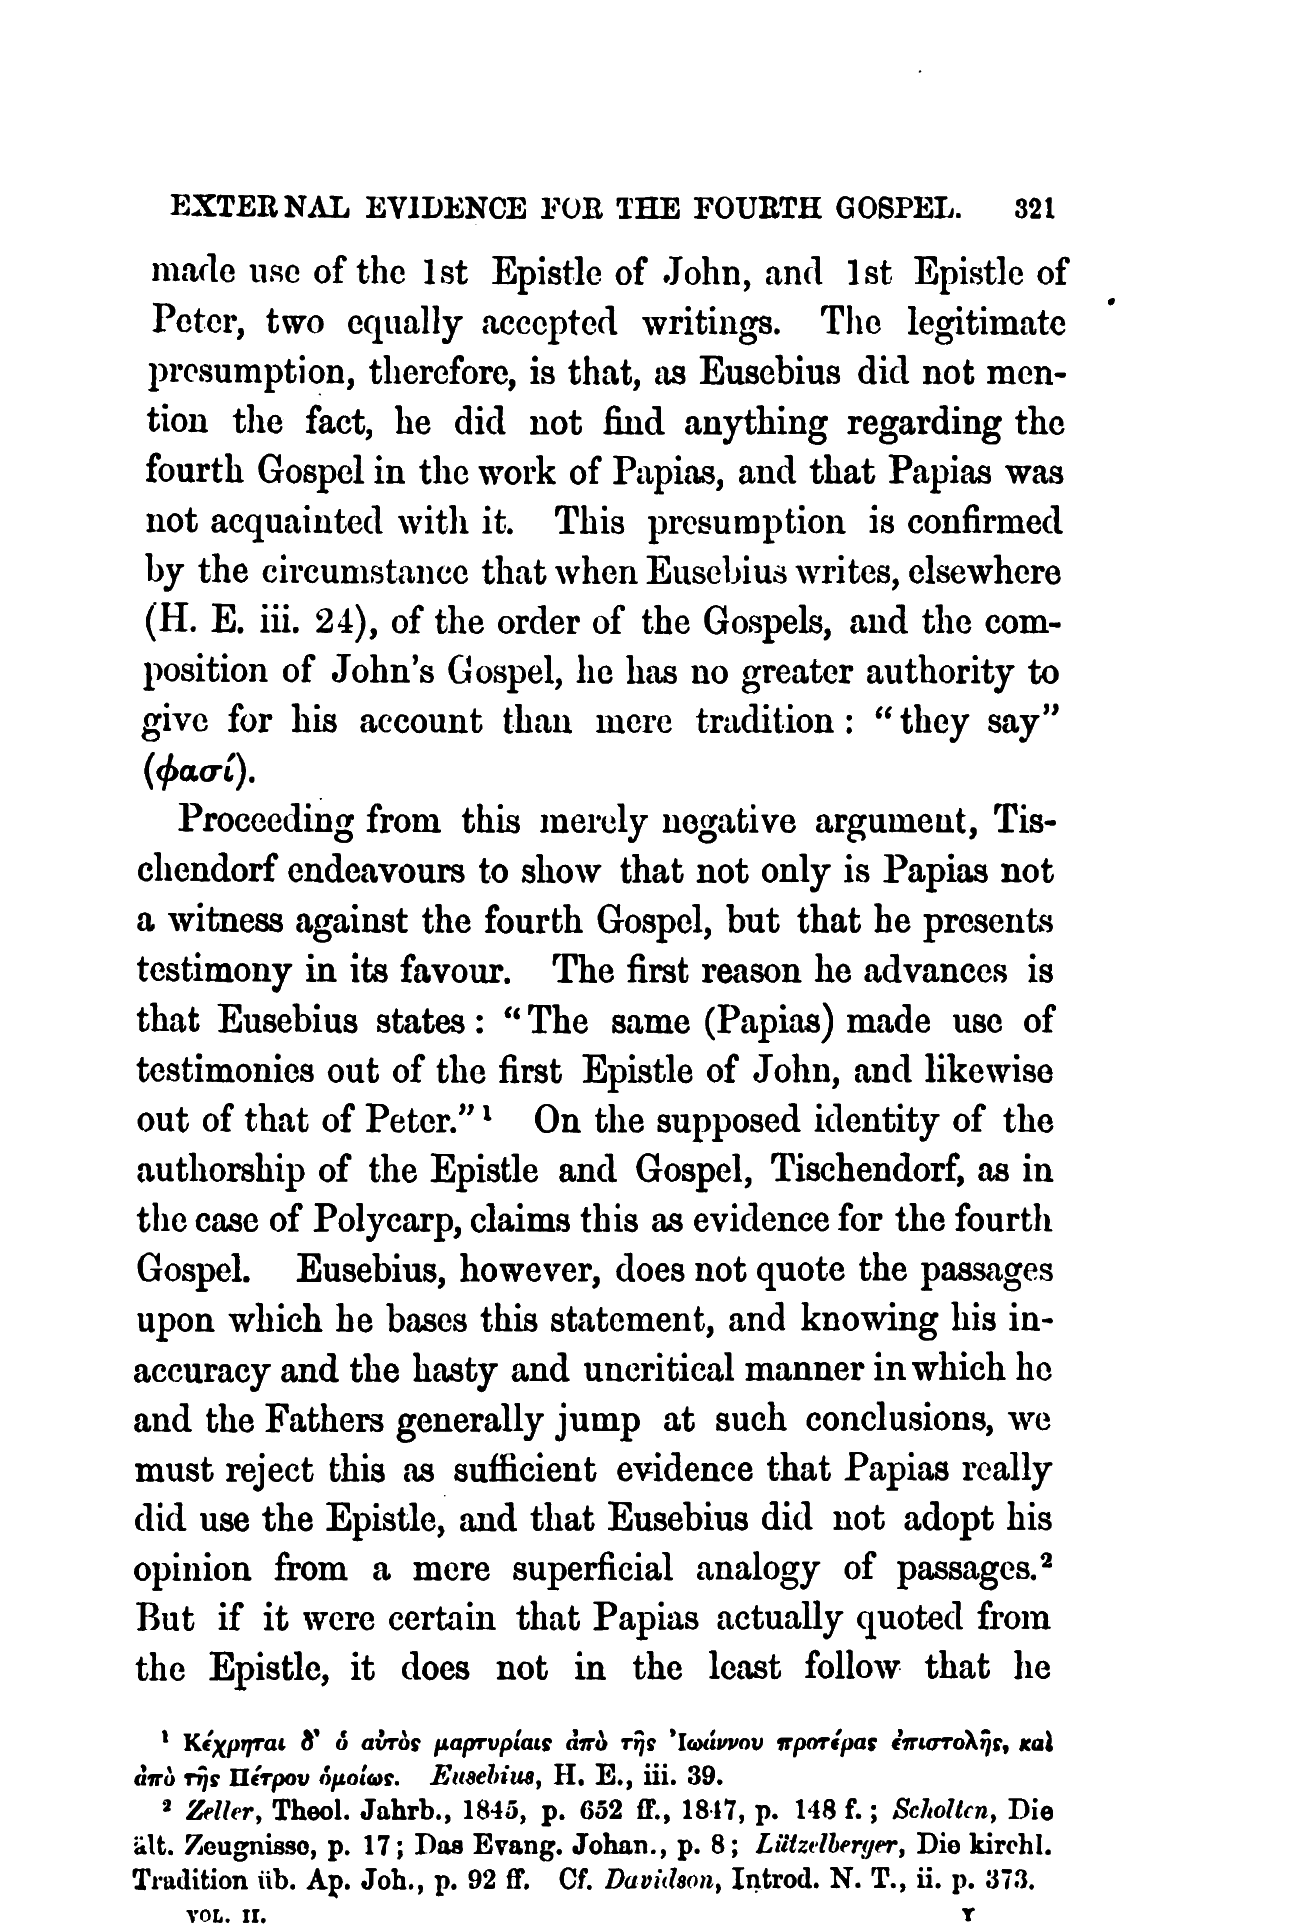 EXTERNAL EVIDENCE FOR THE FOURTH GOSPEL. 321
made use of the 1st Epistle of John, and 1st Epistle of
Peter, two equally accepted writings. The legitimate
presumption, therefore, is that, as Eusebius did not men-
tion the fact, he did not find anything regarding the
fourth Gospel in the work of Papias, and that Papias was
not acquainted with it. This presumption is confirmed
by the circumstance that when Eusebius writes, elsewhere
(H. E. iii. 24), of the order of the Gospels, and the com-
position of John's Gospel, he has no greater authority to
give for his account than mere tradition : “they say”
(φασί).
Proceeding from this merely negative argument, Tis-
chendorf endeavours to show that not only is Papias not
a witness against the fourth Gospel, but that he presents
testimony in its favour. The first reason he advances is
that Eusebius states : “The same (Papias) made use of
testimonies out of the first Epistle of John, and likewise
out of that of Peter.”¹ On the supposed identity of the
authorship of the Epistle and Gospel, Tischendorf, as in
the case of Polycarp, claims this as evidence for the fourth
Gospel. Eusebius, however, does not quote the passages
upon which he bases this statement, and knowing his in-
accuracy and the hasty and uncritical manner in which he
and the Fathers generally jump at such conclusions, we
must reject this as sufficient evidence that Papias really
did use the Epistle, and that Eusebius did not adopt his
opinion from a mere superficial analogy of passages.²
But if it were certain that Papias actually quoted from
the Epistle, it does not in the least follow that he
¹ Κέχρηται δ' ὁ αὐτὸς μαρτυρίαις ἀπὸ τῆς Ἰωάννου προτέρας ἐπιστολῆς, καὶ
ἀπὸ τῆς Πέτρου ὁμοίως. Eusebius, H. E., iii. 39.
² Zeller, Theol. Jahrb., 1845, p. 652 ff., 1847, p. 148 f. ; Scholten, Die
ält. Zeugnisse, p. 17 ; Das Evang. Johan., p. 8 ; Lützelberger, Die kirchl.
Tradition üb. Ap. Joh., p. 92 ff. Cf. Davidson, Introd. N. T., ii. p. 373.
VOL. II. Y